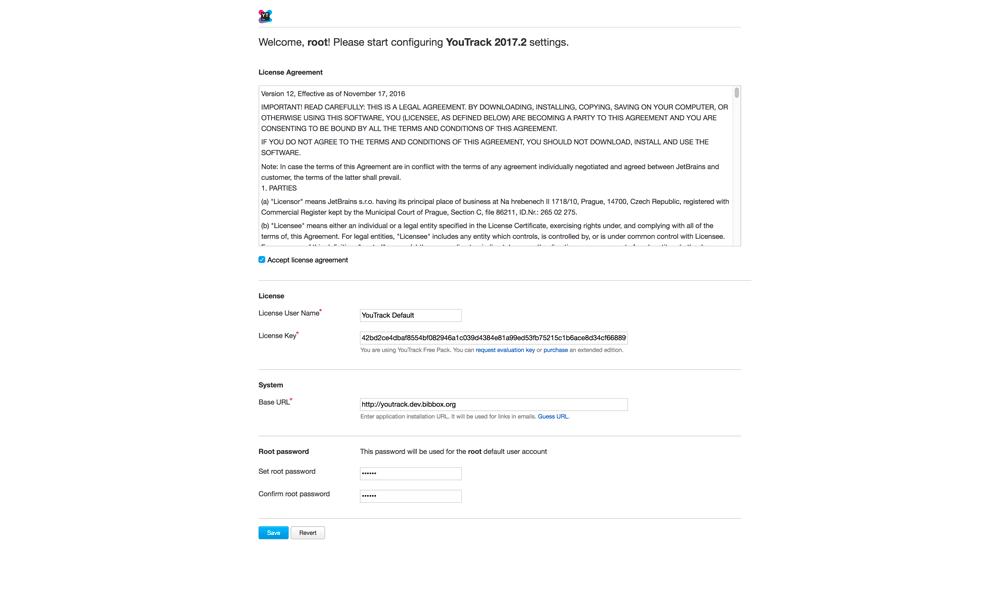 Welcome, root! Please start configuring YouTrack 2017.2 settings.
License Agreement
Version 12, Effective as of November 17, 2016
IMPORTANT! READ CAREFULLY: THIS IS A LEGAL AGREEMENT. BY DOWNLOADING, INSTALLING, COPYING, SAVING ON YOUR COMPUTER, OR
OTHERWISE USING THIS SOFTWARE, YOU (LICENSEE, AS DEFINED BELOW) ARE BECOMING A PARTY TO THIS AGREEMENT AND YOU ARE
CONSENTING TO BE BOUND BY ALL THE TERMS AND CONDITIONS OF THIS AGREEMENT.
IF YOU DO NOT AGREE TO THE TERMS AND CONDITIONS OF THIS AGREEMENT, YOU SHOULD NOT DOWNLOAD, INSTALL AND USE THE
SOFTWARE.
Note: In case the terms of this Agreement are in conflict with the terms of any agreement individually negotiated and agreed between JetBrains and
customer, the terms of the latter shall prevail.
1. PARTIES
(a) "Licensor" means JetBrains s.r.o. having its principal place of business at Na hrebenech II 1718/10, Prague, 14700, Czech Republic, registered with
Commercial Register kept by the Municipal Court of Prague, Section C, file 86211, ID.Nr.: 265 02 275.
(b) "Licensee" means either an individual or a legal entity specified in the License Certificate, exercising rights under, and complying with all of the
terms of, this Agreement. For legal entities, "Licensee" includes any entity which controls, is controlled by, or is under common control with Licensee.
Accept license agreement
License
License User Name*
YouTrack Default
License Key*
42bd2ce4dbaf8554bf082946a1c039d4384e81a99ed53fb75215c1b6ace8d34cf66889
You are using YouTrack Free Pack. You can request evaluation key or purchase an extended edition.
System
Base URL*
http://youtrack.dev.bibbox.org
Enter application installation URL. It will be used for links in emails. Guess URL.
Root password
This password will be used for the root default user account
Set root password
••••••
Confirm root password
••••••
Save
Revert